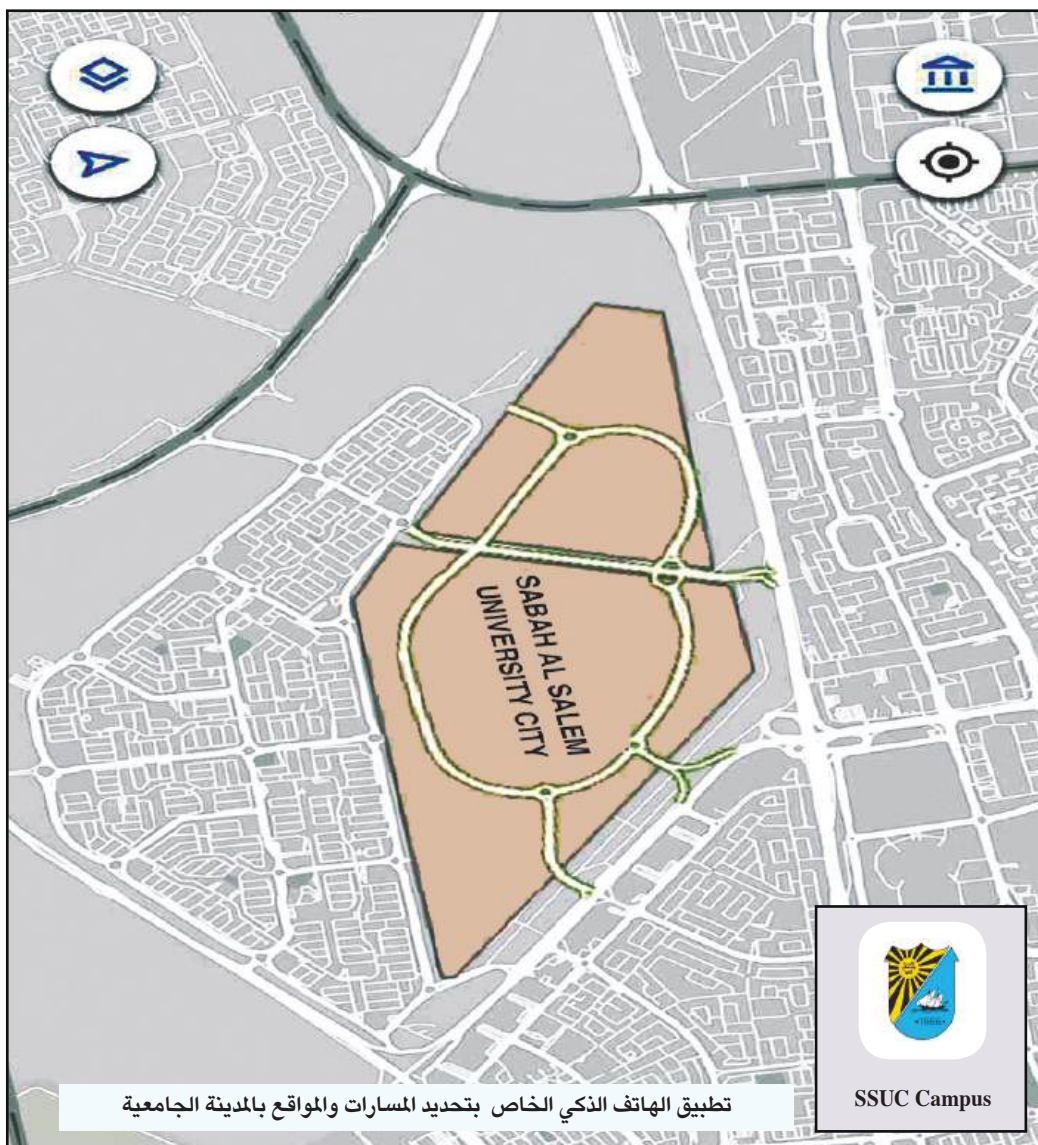 SABAH AL SALEM
UNIVERSITY CITY
SSUC Campus
تطبيق الهاتف الذكي الخاص بتحديد المسارات والمواقع بالمدينة الجامعية